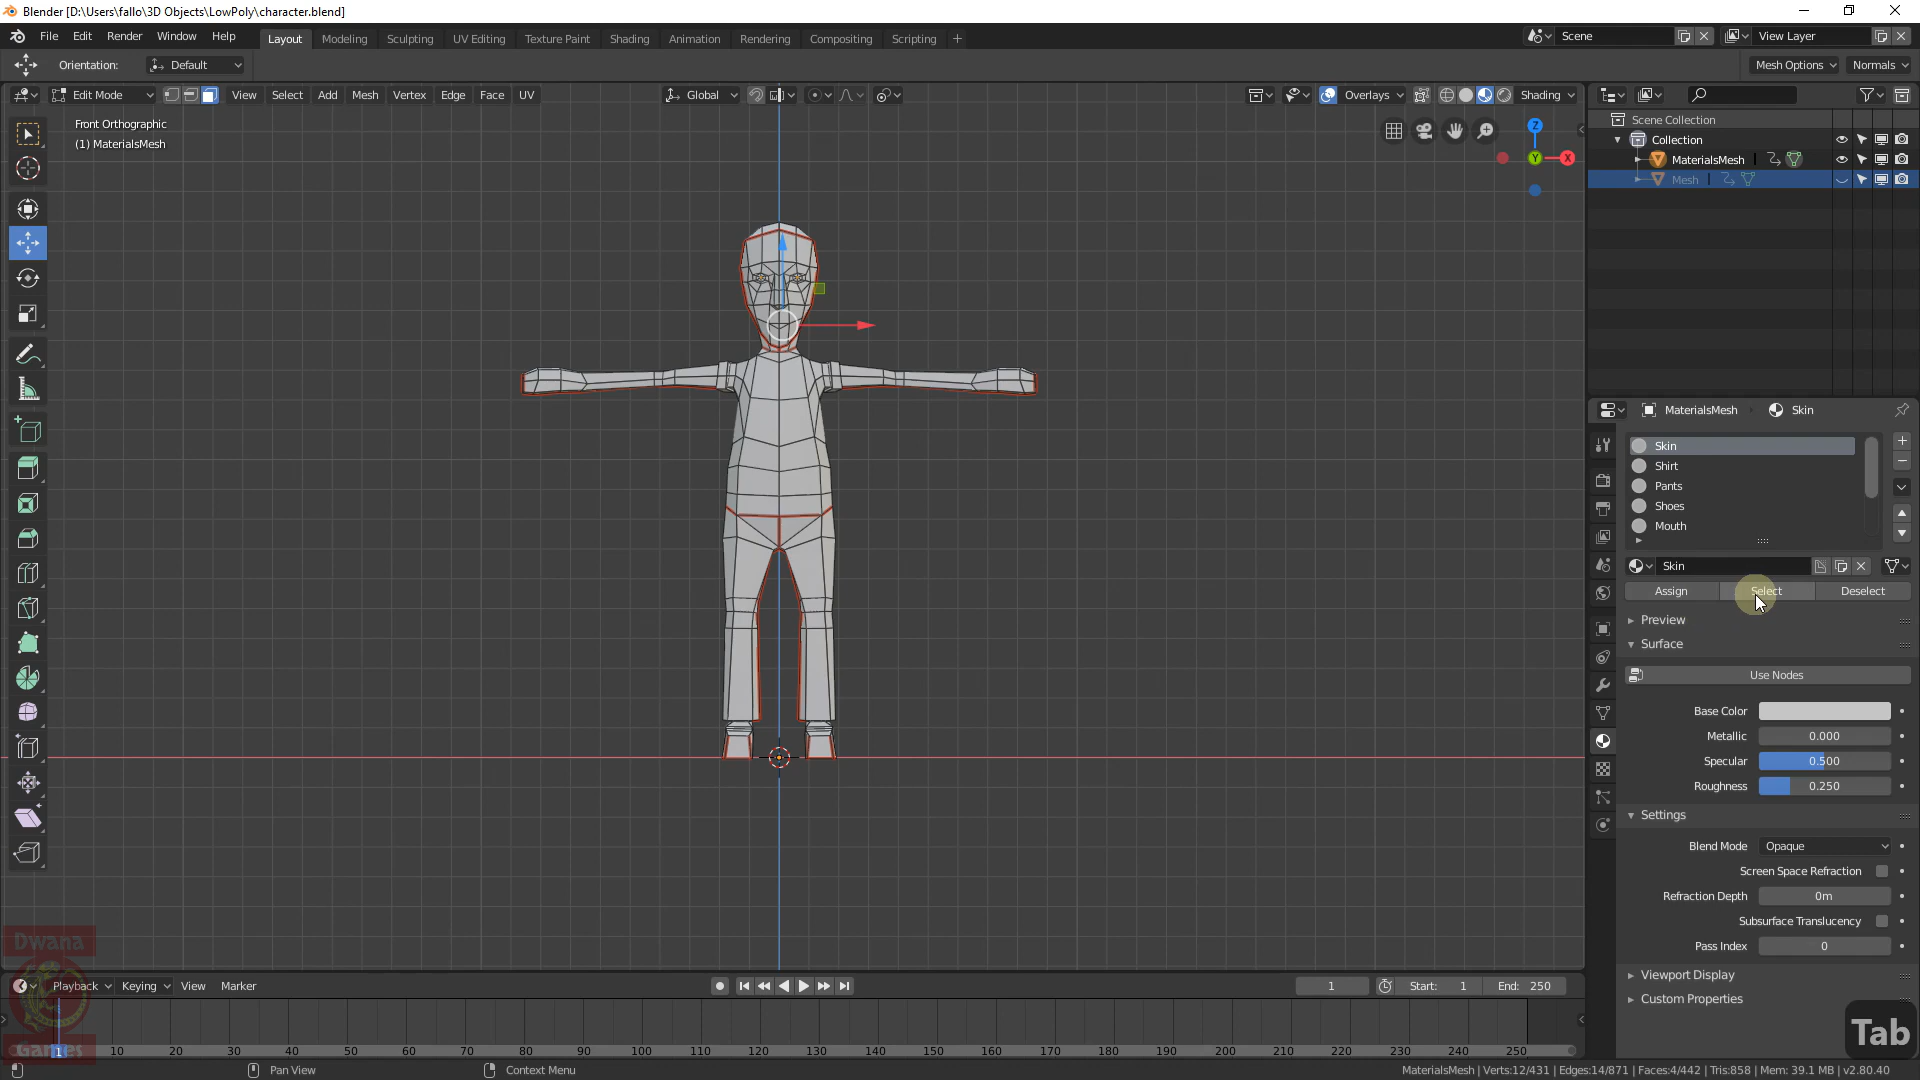 Blender [D:\Users\fallo\3D Objects\LowPoly\character.blend]
File Edit Render Window Help Layout Modeling Sculpting UV Editing Texture Paint Shading Animation Rendering Compositing Scripting + Scene View Layer
Orientation: Default Mesh Options Normals
Edit Mode View Select Add Mesh Vertex Edge Face UV Global Overlays Shading
Front Orthographic
(1) MaterialsMesh
Z
Y
X
Scene Collection
Collection
MaterialsMesh
Mesh
MaterialsMesh Skin
Skin
Shirt
Pants
Shoes
Mouth
Skin
Assign Select Deselect
Preview
Surface
Use Nodes
Base Color
Metallic 0.000
Specular 0.500
Roughness 0.250
Settings
Blend Mode Opaque
Screen Space Refraction
Refraction Depth 0m
Subsurface Translucency
Pass Index 0
Viewport Display
Custom Properties
Tab
Dwana
Games
Playback Keying View Marker 1 Start: 1 End: 250
1 10 20 30 40 50 60 70 80 90 100 110 120 130 140 150 160 170 180 190 200 210 220 230 240 250
Pan View Context Menu MaterialsMesh | Verts:12/431 | Edges:14/871 | Faces:4/442 | Tris:858 | Mem: 39.1 MB | v2.80.40